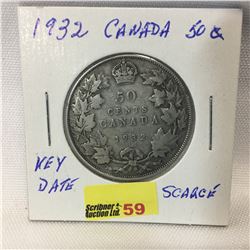 1932 CANADA 50¢
50
CENTS
CANADA
1932
KEY
DATE
SCARCE
Scribner
Auction Ltd.
59